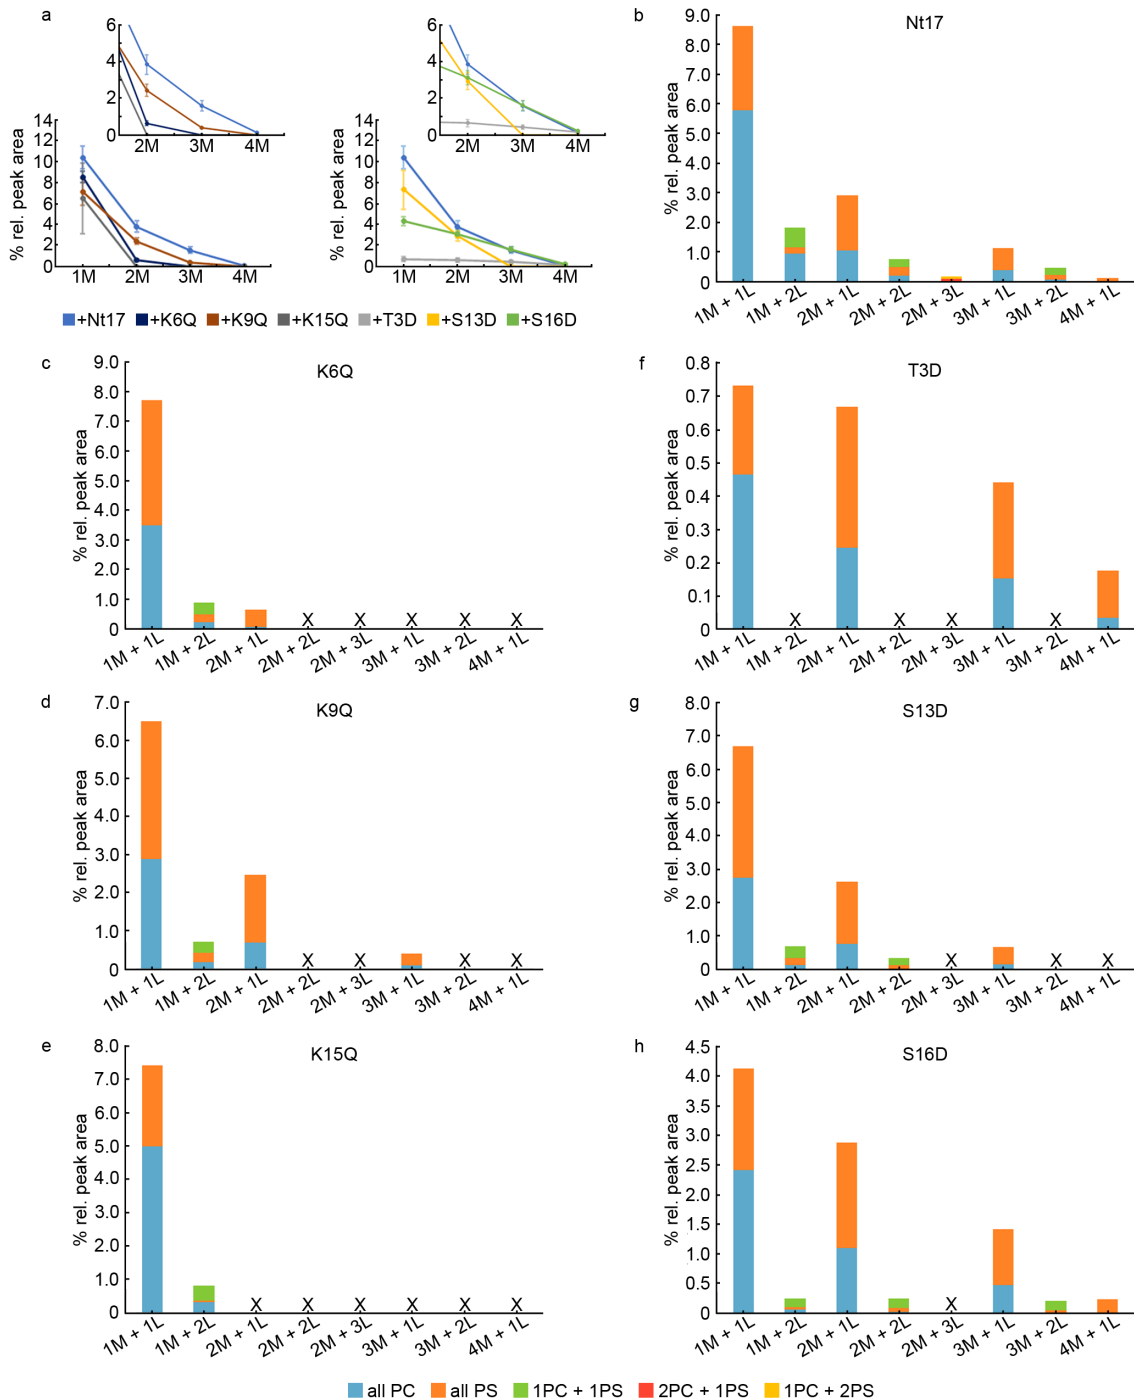 a
6
4
2
0
2M 3M 4M
% rel. peak area
14
12
10
8
6
4
2
0
1M 2M 3M 4M
6
4
2
0
2M 3M 4M
% rel. peak area
14
12
10
8
6
4
2
0
1M 2M 3M 4M
+Nt17 +K6Q +K9Q +K15Q +T3D +S13D +S16D
b
Nt17
% rel. peak area
9.0
8.0
7.0
6.0
5.0
4.0
3.0
2.0
1.0
0
1M + 1L 1M + 2L 2M + 1L 2M + 2L 2M + 3L 3M + 1L 3M + 2L 4M + 1L
c
K6Q
% rel. peak area
9.0
8.0
7.0
6.0
5.0
4.0
3.0
2.0
1.0
0
X X X X X
1M + 1L 1M + 2L 2M + 1L 2M + 2L 2M + 3L 3M + 1L 3M + 2L 4M + 1L
f
T3D
% rel. peak area
0.8
0.7
0.6
0.5
0.4
0.3
0.2
0.1
0
X X X X
1M + 1L 1M + 2L 2M + 1L 2M + 2L 2M + 3L 3M + 1L 3M + 2L 4M + 1L
d
K9Q
% rel. peak area
7.0
6.0
5.0
4.0
3.0
2.0
1.0
0
X X X X
1M + 1L 1M + 2L 2M + 1L 2M + 2L 2M + 3L 3M + 1L 3M + 2L 4M + 1L
g
S13D
% rel. peak area
8.0
7.0
6.0
5.0
4.0
3.0
2.0
1.0
0
X X X
1M + 1L 1M + 2L 2M + 1L 2M + 2L 2M + 3L 3M + 1L 3M + 2L 4M + 1L
e
K15Q
% rel. peak area
8.0
7.0
6.0
5.0
4.0
3.0
2.0
1.0
0
X X X X X X
1M + 1L 1M + 2L 2M + 1L 2M + 2L 2M + 3L 3M + 1L 3M + 2L 4M + 1L
h
S16D
% rel. peak area
4.5
4.0
3.5
3.0
2.5
2.0
1.5
1.0
0.5
0
X
1M + 1L 1M + 2L 2M + 1L 2M + 2L 2M + 3L 3M + 1L 3M + 2L 4M + 1L
all PC all PS 1PC + 1PS 2PC + 1PS 1PC + 2PS